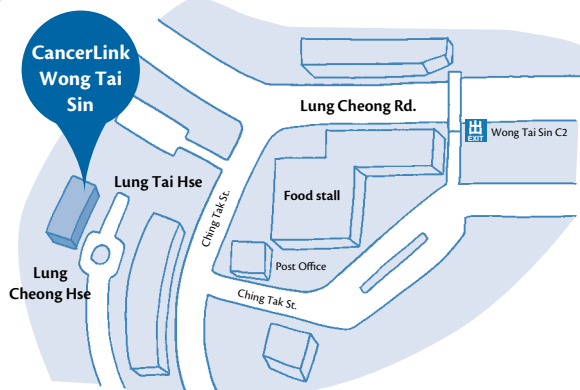 CancerLink
Wong Tai
Sin
Lung Cheong Rd.
EXIT
Wong Tai Sin C2
Lung Tai Hse
Food stall
Ching Tak St.
Lung
Cheong Hse
Post Office
Ching Tak St.